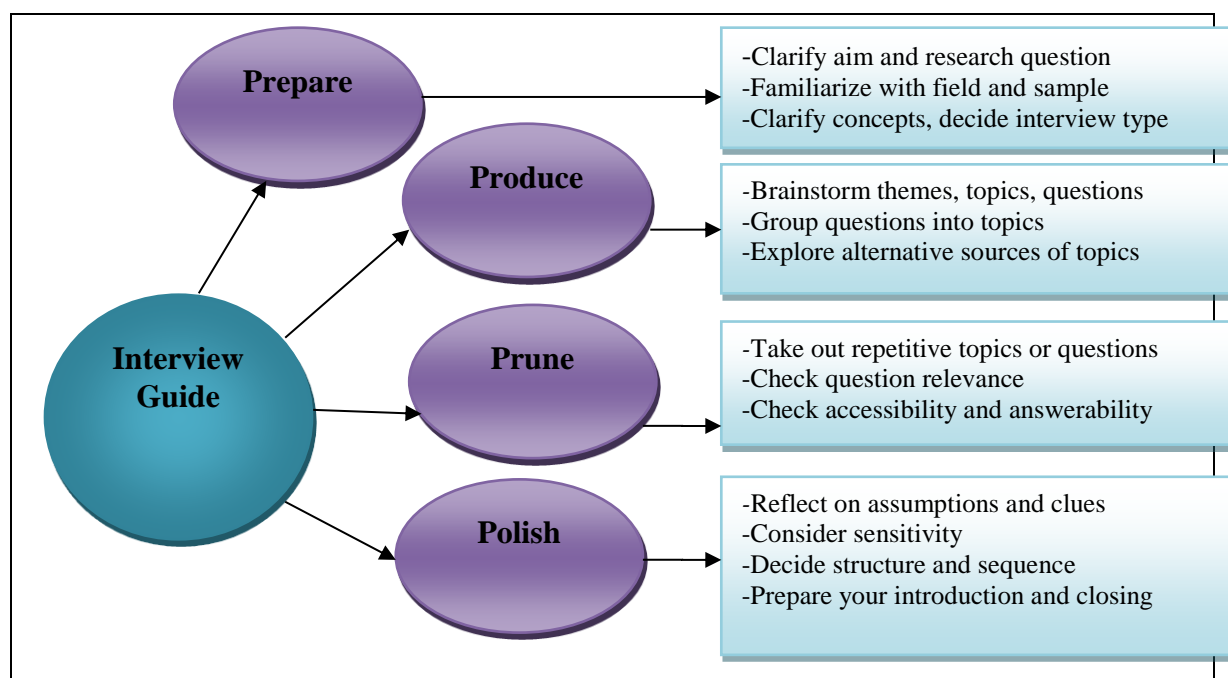 Prepare
-Clarify aim and research question
-Familiarize with field and sample
-Clarify concepts, decide interview type
Produce
-Brainstorm themes, topics, questions
-Group questions into topics
-Explore alternative sources of topics
Interview
Guide
Prune
-Take out repetitive topics or questions
-Check question relevance
-Check accessibility and answerability
Polish
-Reflect on assumptions and clues
-Consider sensitivity
-Decide structure and sequence
-Prepare your introduction and closing